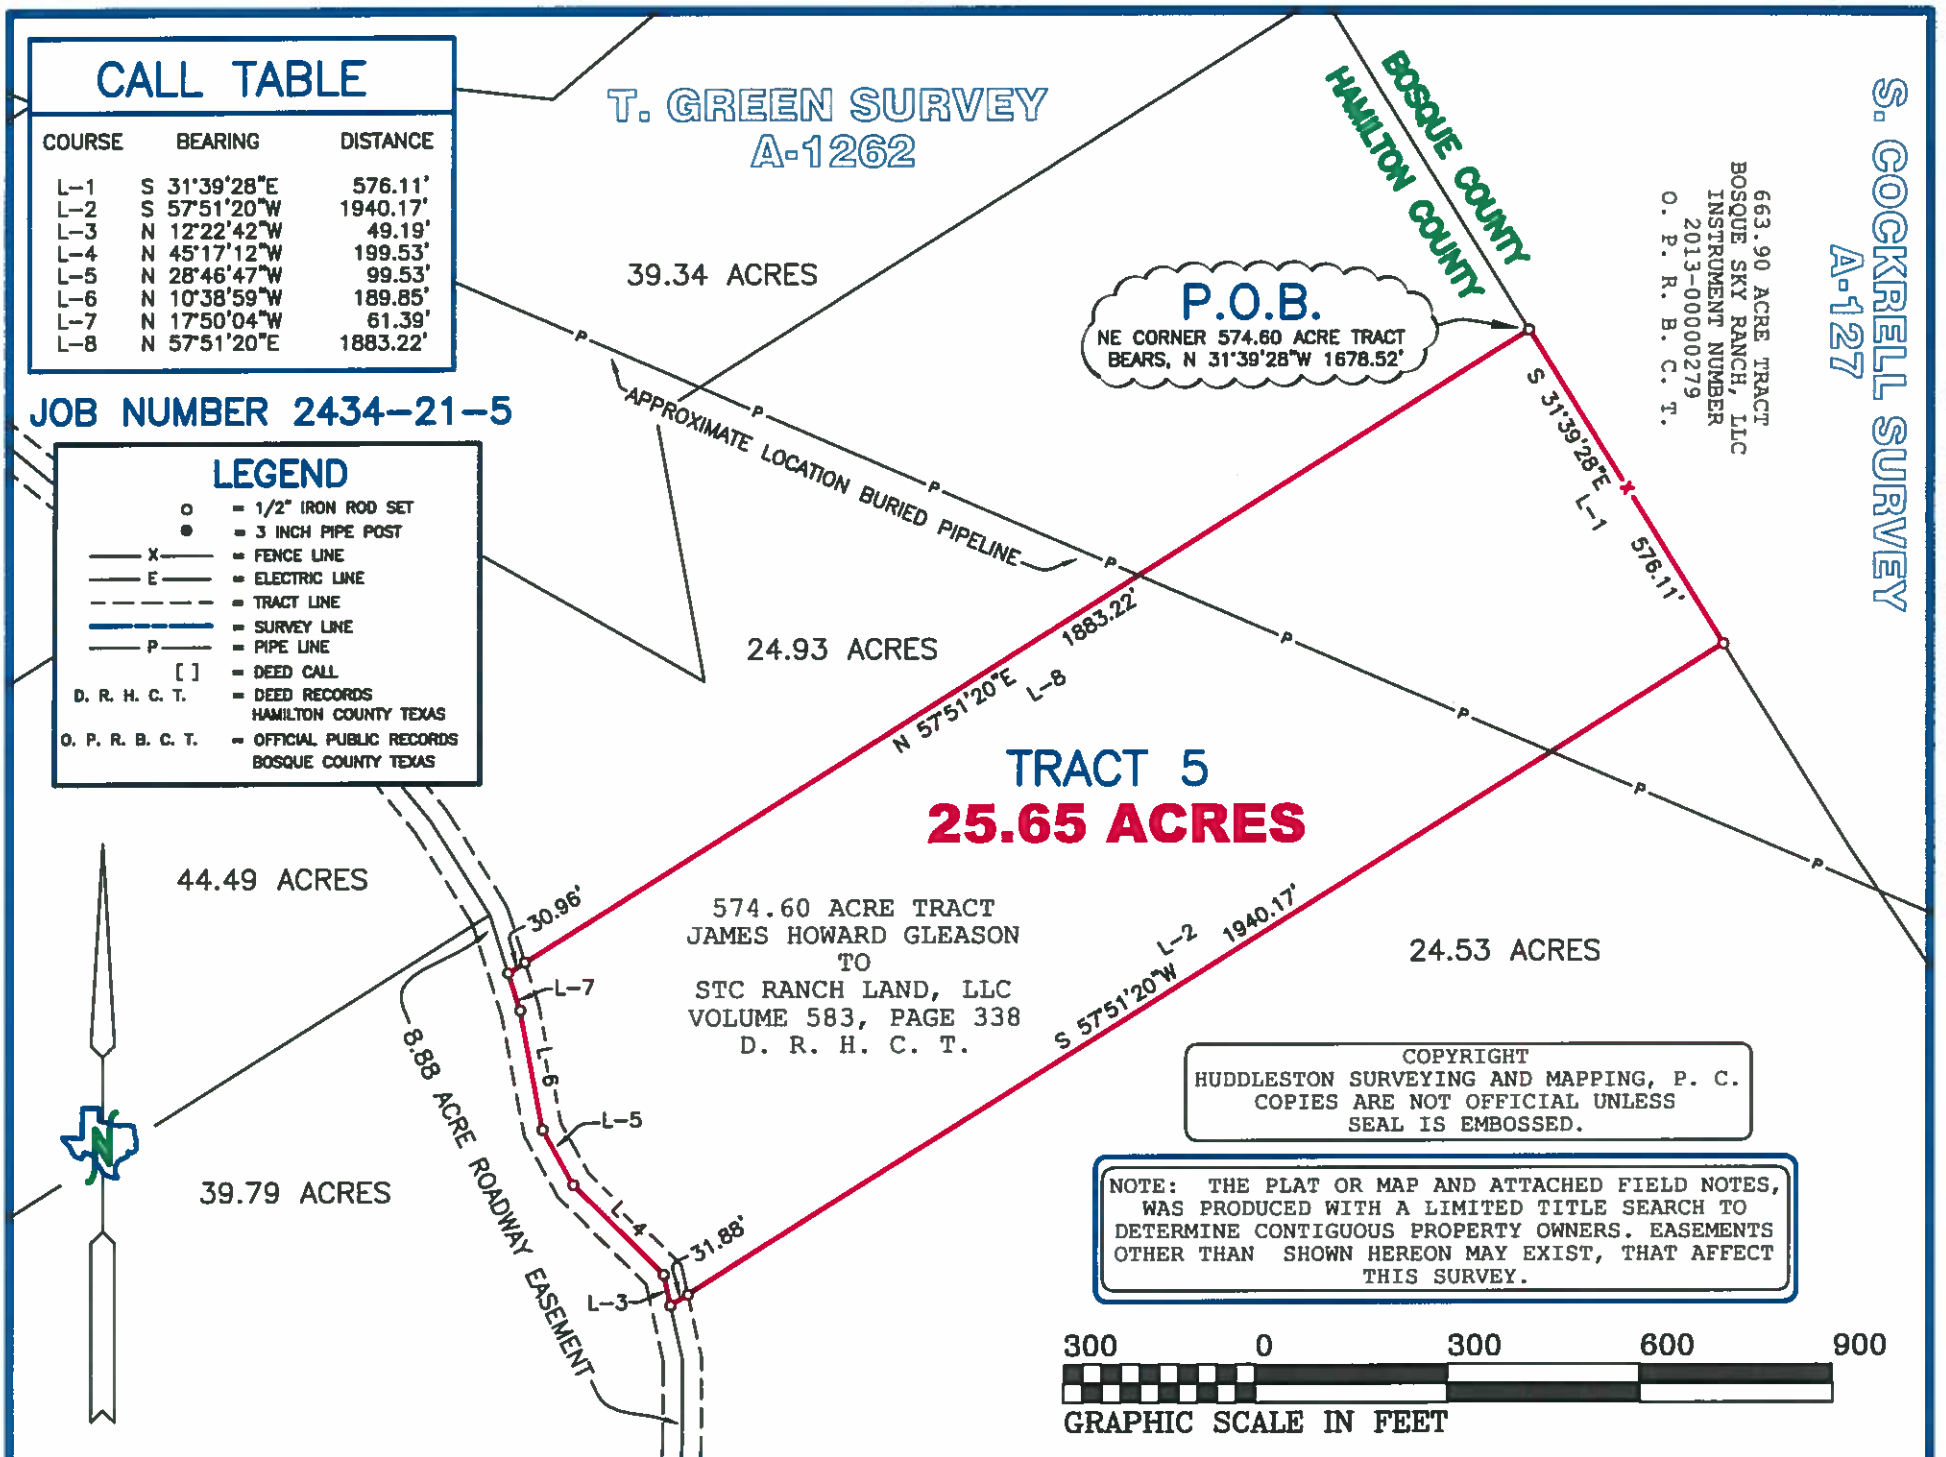 CALL TABLE
COURSE BEARING DISTANCE
L-1 S 31°39'28"E 576.11'
L-2 S 57°51'20"W 1940.17'
L-3 N 12°22'42"W 49.19'
L-4 N 45°17'12"W 199.53'
L-5 N 28°46'47"W 99.53'
L-6 N 10°38'59"W 189.85'
L-7 N 17°50'04"W 61.39'
L-8 N 57°51'20"E 1883.22'
JOB NUMBER 2434-21-5
LEGEND
= 1/2" IRON ROD SET
= 3 INCH PIPE POST
X = FENCE LINE
E = ELECTRIC LINE
= TRACT LINE
= SURVEY LINE
P = PIPE LINE
[ ] = DEED CALL
D. R. H. C. T. = DEED RECORDS
HAMILTON COUNTY TEXAS
O. P. R. B. C. T. = OFFICIAL PUBLIC RECORDS
BOSQUE COUNTY TEXAS
T. GREEN SURVEY
A-1262
BOSQUE COUNTY
HAMILTON COUNTY
S. COCKRELL SURVEY
A-127
663.90 ACRE TRACT
BOSQUE SKY RANCH, LLC
INSTRUMENT NUMBER
2013-00000279
O. P. R. B. C. T.
39.34 ACRES
P.O.B.
NE CORNER 574.60 ACRE TRACT
BEARS, N 31°39'28"W 1678.52'
P
P
P
P
P
P
P
P
APPROXIMATE LOCATION BURIED PIPELINE
S 31°39'28"E
X
L-1
576.11'
24.93 ACRES
N 57°51'20"E
1883.22'
L-8
TRACT 5
25.65 ACRES
44.49 ACRES
30.96'
574.60 ACRE TRACT
JAMES HOWARD GLEASON
TO
STC RANCH LAND, LLC
VOLUME 583, PAGE 338
D. R. H. C. T.
S 57°51'20"W
L-2
1940.17'
24.53 ACRES
L-7
L-6
L-5
L-4
L-3
31.88'
8.88 ACRE ROADWAY EASEMENT
N
39.79 ACRES
COPYRIGHT
HUDDLESTON SURVEYING AND MAPPING, P. C.
COPIES ARE NOT OFFICIAL UNLESS
SEAL IS EMBOSSED.
NOTE: THE PLAT OR MAP AND ATTACHED FIELD NOTES,
WAS PRODUCED WITH A LIMITED TITLE SEARCH TO
DETERMINE CONTIGUOUS PROPERTY OWNERS. EASEMENTS
OTHER THAN SHOWN HEREON MAY EXIST, THAT AFFECT
THIS SURVEY.
300 0 300 600 900
GRAPHIC SCALE IN FEET